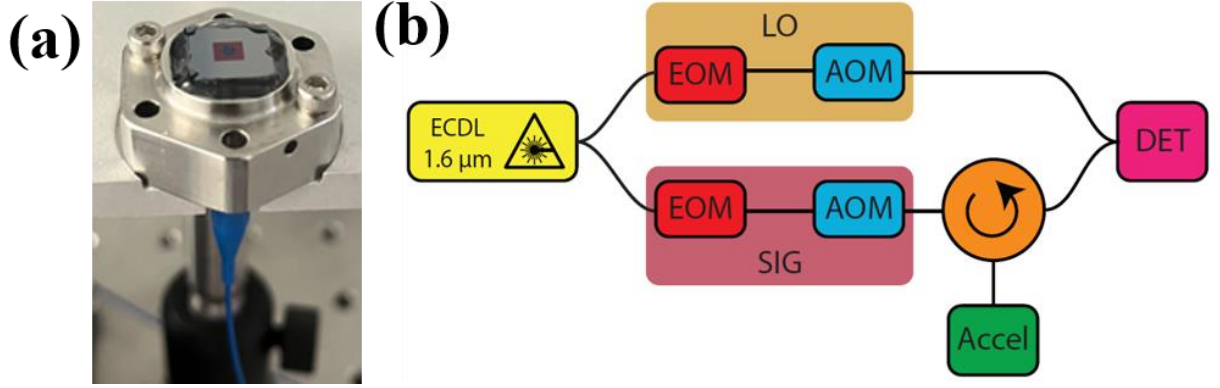 (a)
(b)
LO
EOM
AOM
ECDL
1.6 µm
DET
EOM
AOM
SIG
Accel